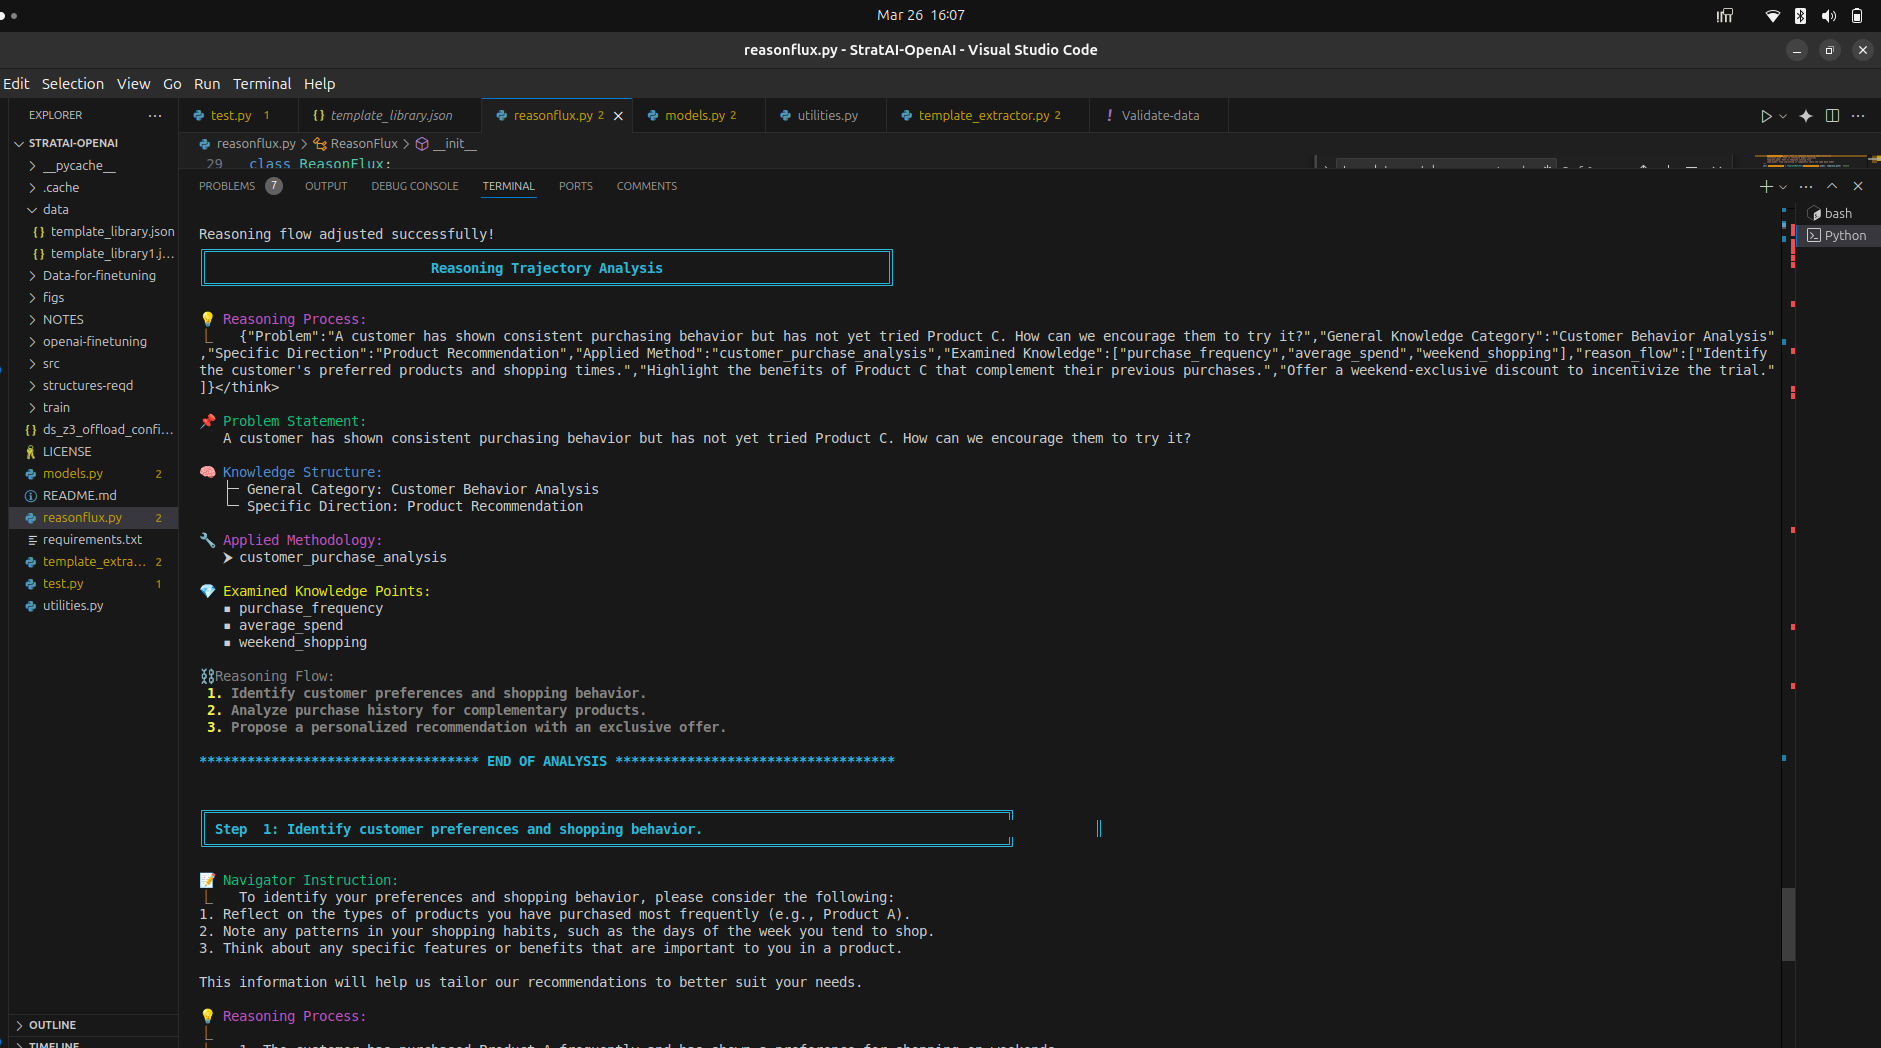 Mar 26 16:07
reasonflux.py - StratAI-OpenAI - Visual Studio Code
Edit Selection View Go Run Terminal Help
EXPLORER
STRATAI-OPENAI
__pycache__
.cache
data
template_library.json
template_library1.j...
Data-for-finetuning
figs
NOTES
openai-finetuning
src
structures-reqd
train
ds_z3_offload_confi...
LICENSE
models.py 2
README.md
reasonflux.py 2
requirements.txt
template_extra... 2
test.py 1
utilities.py
OUTLINE
TIMELINE
test.py 1 template_library.json reasonflux.py 2 models.py 2 utilities.py template_extractor.py 2 Validate-data
reasonflux.py > ReasonFlux > __init__
29 class ReasonFlux:
PROBLEMS 7 OUTPUT DEBUG CONSOLE TERMINAL PORTS COMMENTS
bash
Python
Reasoning flow adjusted successfully!
Reasoning Trajectory Analysis
Reasoning Process:
{"Problem":"A customer has shown consistent purchasing behavior but has not yet tried Product C. How can we encourage them to try it?","General Knowledge Category":"Customer Behavior Analysis"
,"Specific Direction":"Product Recommendation","Applied Method":"customer_purchase_analysis","Examined Knowledge":["purchase_frequency","average_spend","weekend_shopping"],"reason_flow":["Identify
the customer's preferred products and shopping times.","Highlight the benefits of Product C that complement their previous purchases.","Offer a weekend-exclusive discount to incentivize the trial."
]}</think>
Problem Statement:
A customer has shown consistent purchasing behavior but has not yet tried Product C. How can we encourage them to try it?
Knowledge Structure:
General Category: Customer Behavior Analysis
Specific Direction: Product Recommendation
Applied Methodology:
➤ customer_purchase_analysis
Examined Knowledge Points:
▪ purchase_frequency
▪ average_spend
▪ weekend_shopping
Reasoning Flow:
1. Identify customer preferences and shopping behavior.
2. Analyze purchase history for complementary products.
3. Propose a personalized recommendation with an exclusive offer.
*********************************** END OF ANALYSIS ***********************************
Step 1: Identify customer preferences and shopping behavior.
Navigator Instruction:
To identify your preferences and shopping behavior, please consider the following:
1. Reflect on the types of products you have purchased most frequently (e.g., Product A).
2. Note any patterns in your shopping habits, such as the days of the week you tend to shop.
3. Think about any specific features or benefits that are important to you in a product.
This information will help us tailor our recommendations to better suit your needs.
Reasoning Process:
1. The customer has purchased Product A frequently and has shown a preference for shopping on weekends.